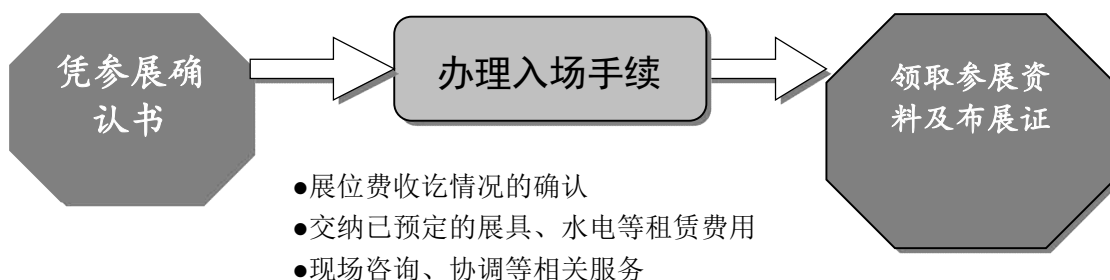 凭参展确
认书
办理入场手续
领取参展资
料及布展证
●展位费收讫情况的确认
●交纳已预定的展具、水电等租赁费用
●现场咨询、协调等相关服务